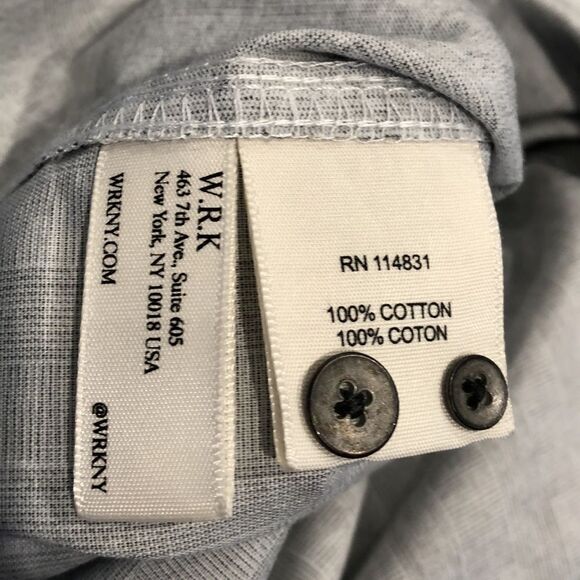 W.R.K
463 7th Ave., Suite 605
New York, NY 10018 USA
WRKNY.COM
@WRKNY
RN 114831
100% COTTON
100% COTON